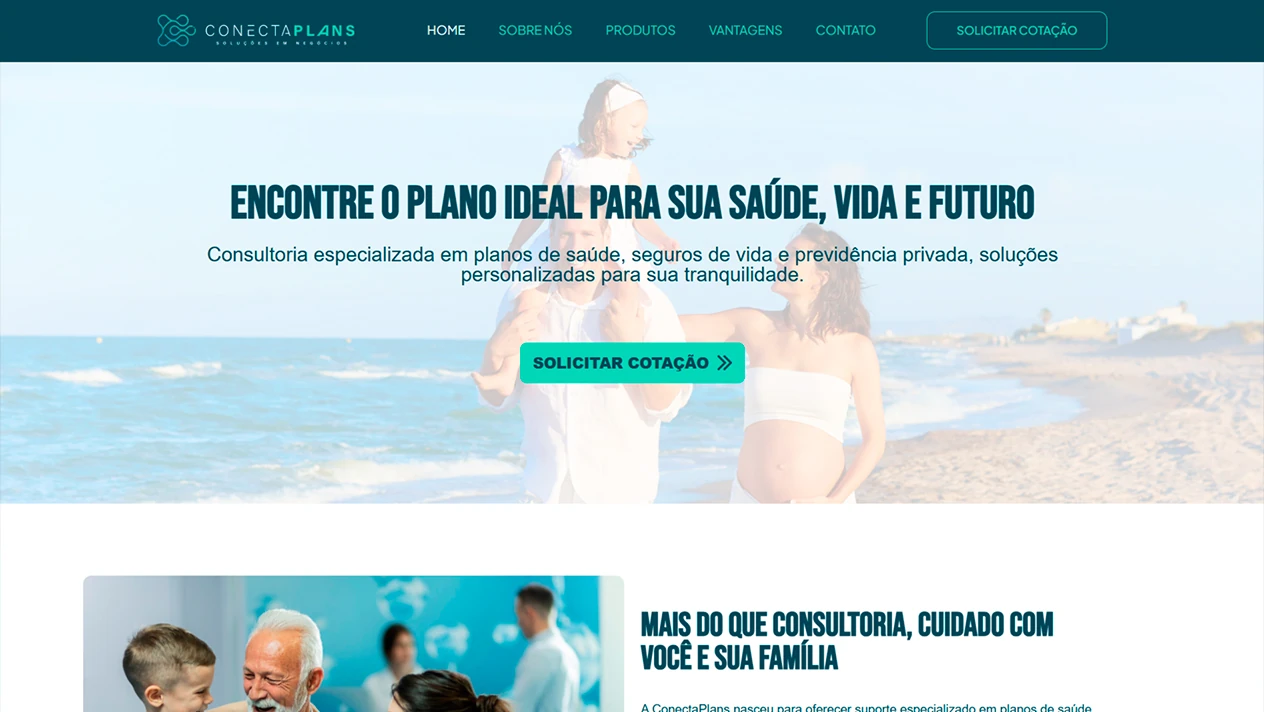 CONECTAPLANS
SOLUÇÕES EM NEGÓCIOS
HOME
SOBRE NÓS
PRODUTOS
VANTAGENS
CONTATO
SOLICITAR COTAÇÃO
ENCONTRE O PLANO IDEAL PARA SUA SAÚDE, VIDA E FUTURO
Consultoria especializada em planos de saúde, seguros de vida e previdência privada, soluções
personalizadas para sua tranquilidade.
SOLICITAR COTAÇÃO
MAIS DO QUE CONSULTORIA, CUIDADO COM
VOCÊ E SUA FAMÍLIA
A ConectaPlans nasceu para oferecer suporte especializado em planos de saúde